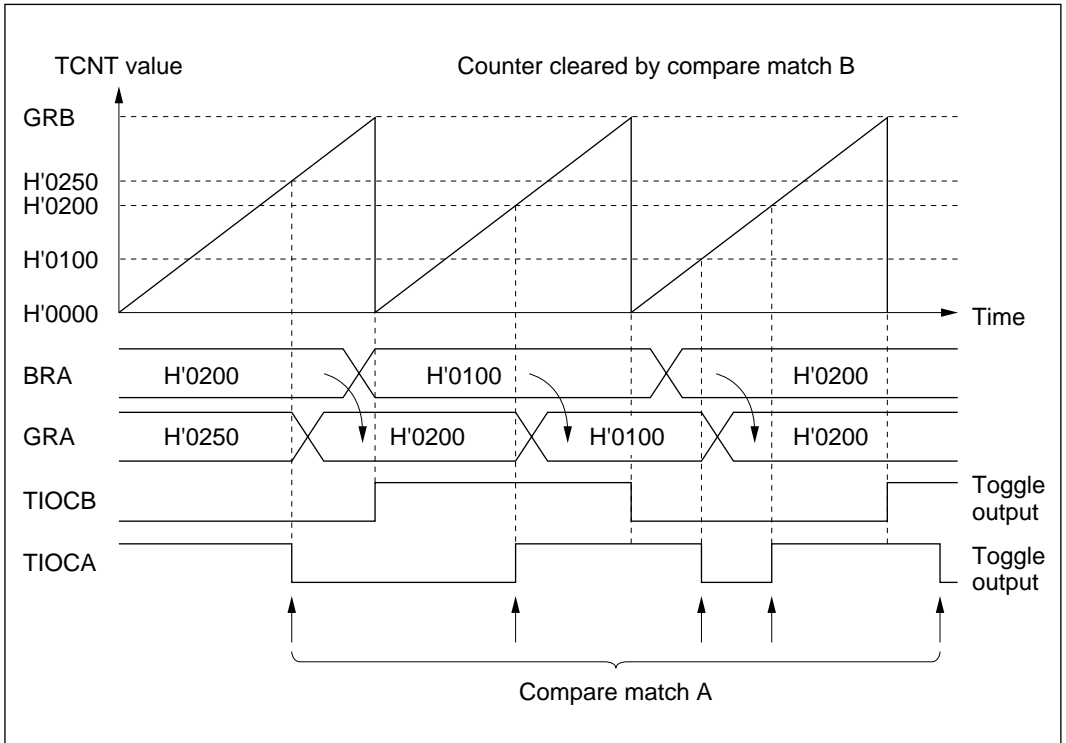 TCNT value
Counter cleared by compare match B
GRB
H'0250
H'0200
H'0100
H'0000
Time
BRA
H'0200
H'0100
H'0200
GRA
H'0250
H'0200
H'0100
H'0200
TIOCB
Toggle
output
TIOCA
Toggle
output
Compare match A